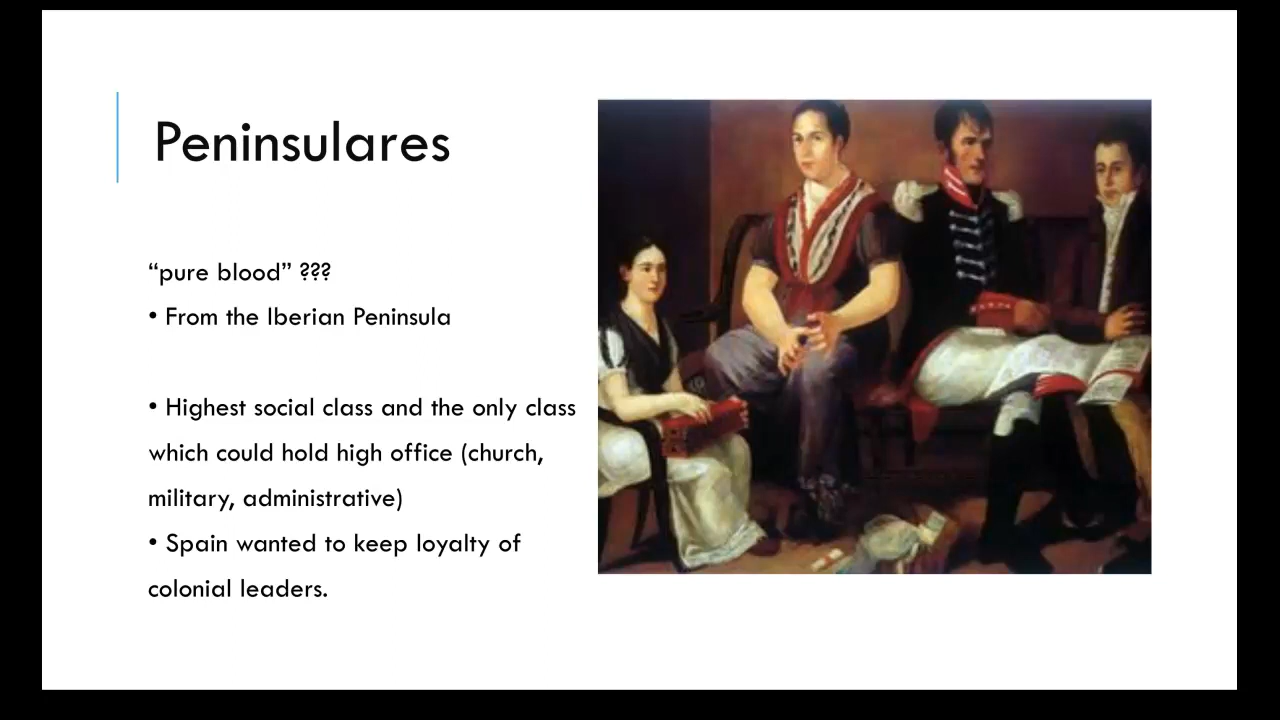 Peninsulares
“pure blood” ???
• From the Iberian Peninsula
• Highest social class and the only class
which could hold high office (church,
military, administrative)
• Spain wanted to keep loyalty of
colonial leaders.